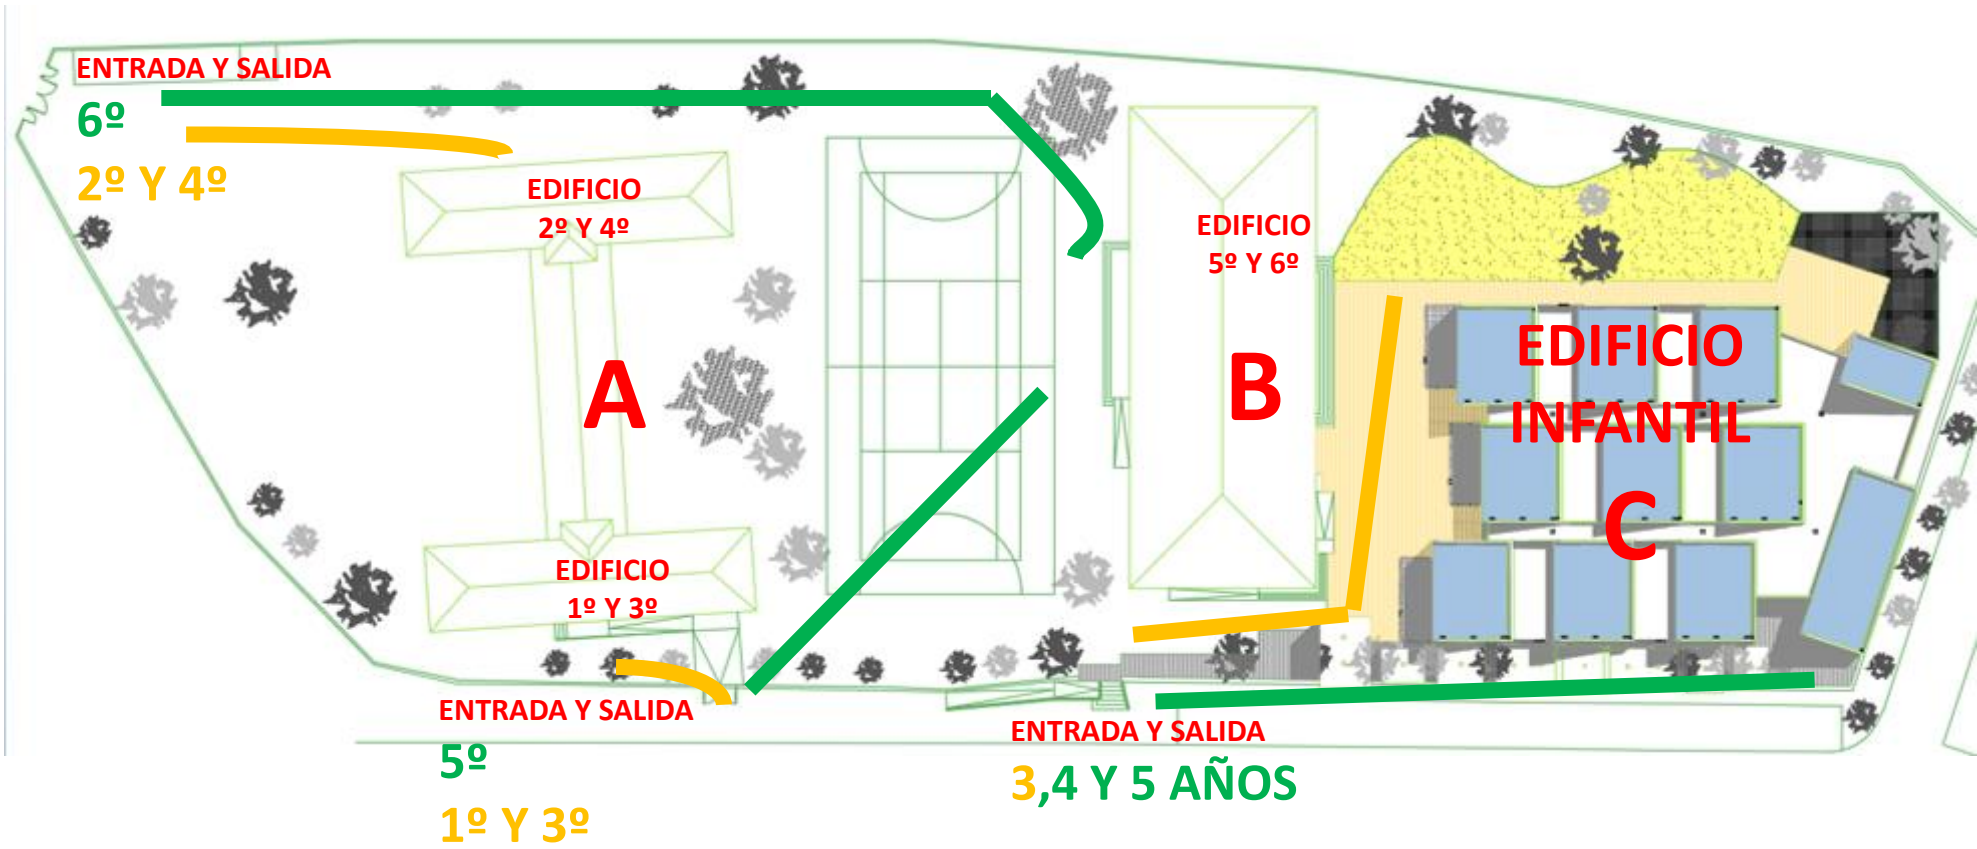 ENTRADA Y SALIDA
6º
2º Y 4º
EDIFICIO
2º Y 4º
A
EDIFICIO
1º Y 3º
EDIFICIO
5º Y 6º
B
EDIFICIO
INFANTIL
C
ENTRADA Y SALIDA
5º
1º Y 3º
ENTRADA Y SALIDA
3,4 Y 5 AÑOS